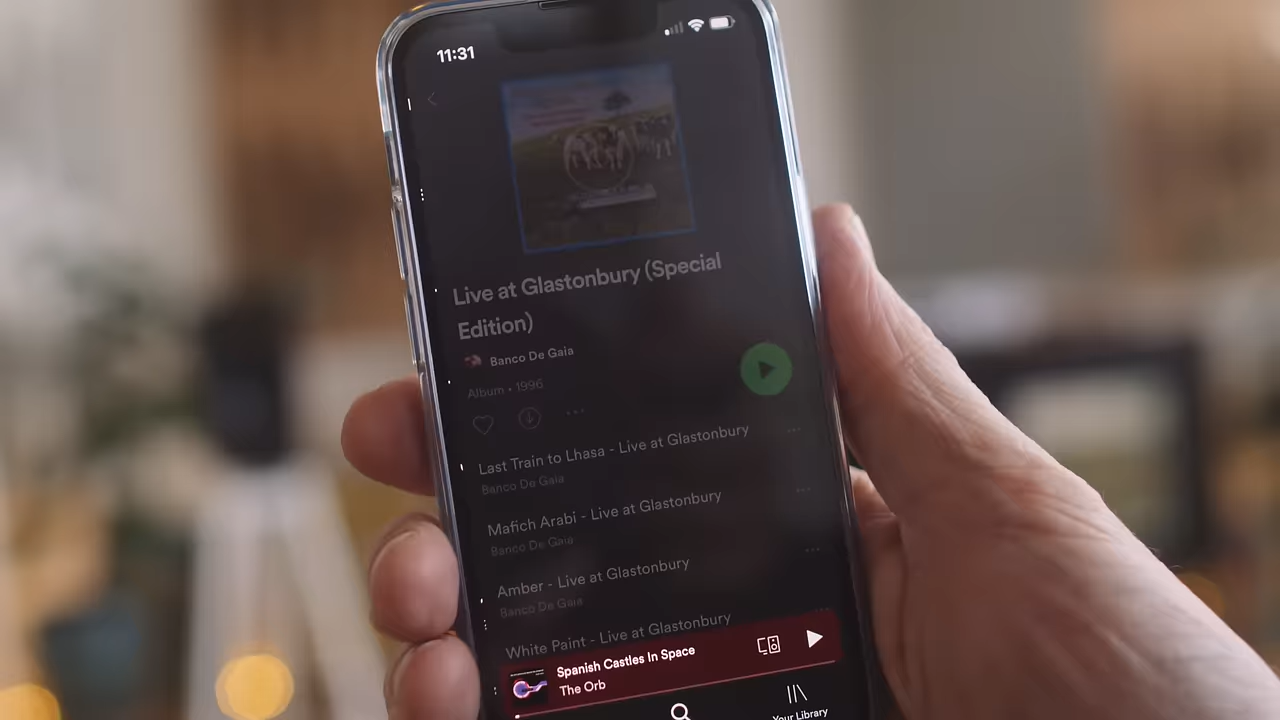 11:31
Live at Glastonbury (Special
Edition)
Banco De Gaia
Album • 1996
Last Train to Lhasa - Live at Glastonbury
Banco De Gaia
Mafich Arabi - Live at Glastonbury
Banco De Gaia
Amber - Live at Glastonbury
Banco De Gaia
White Paint - Live at Glastonbury
Spanish Castles In Space
The Orb
Your Library